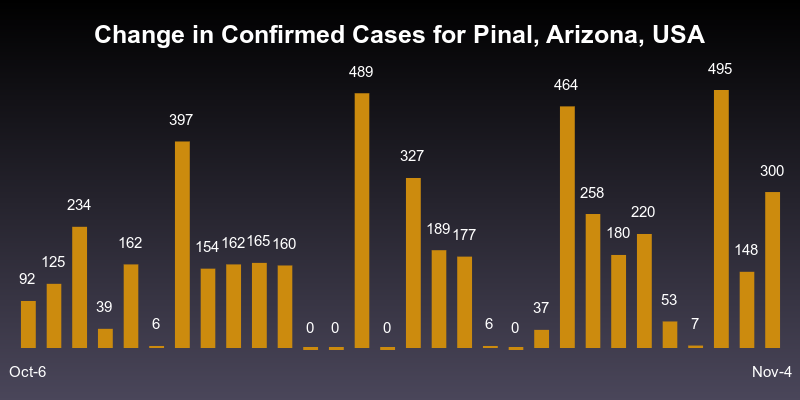 Change in Confirmed Cases for Pinal, Arizona, USA
92 125 234 39 162 6 397 154 162 165 160 0 0 489 0 327 189 177 6 0 37 464 258 180 220 53 7 495 148 300
Oct-6 Nov-4